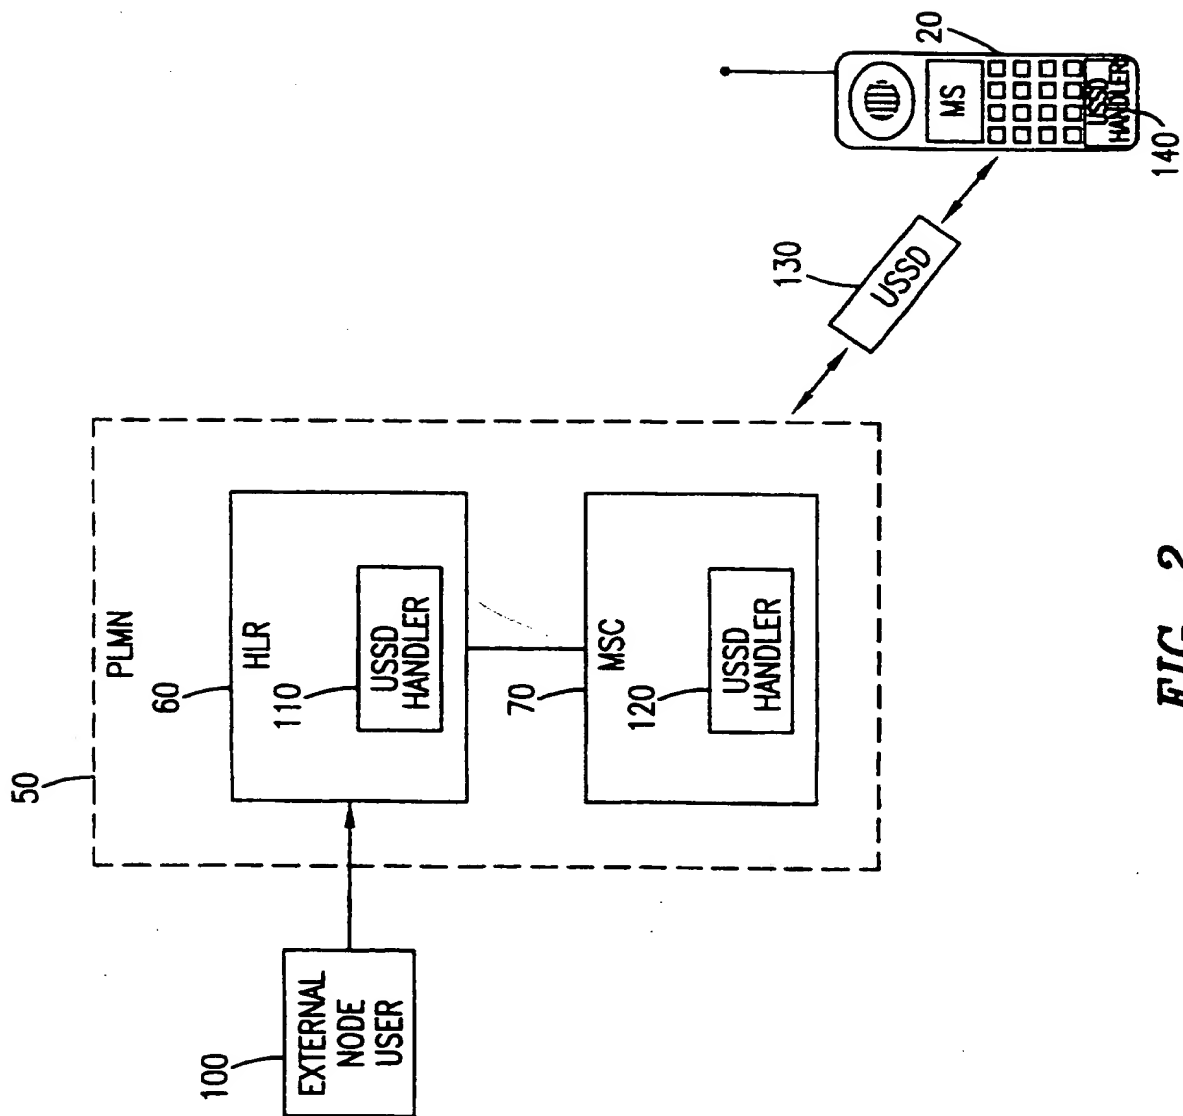 50
PLMN
60
HLR
110
USSD
HANDLER
70
MSC
120
USSD
HANDLER
100
EXTERNAL
NODE
USER
130
USSD
20
MS
USSD
HANDLER
140
FIG. 2